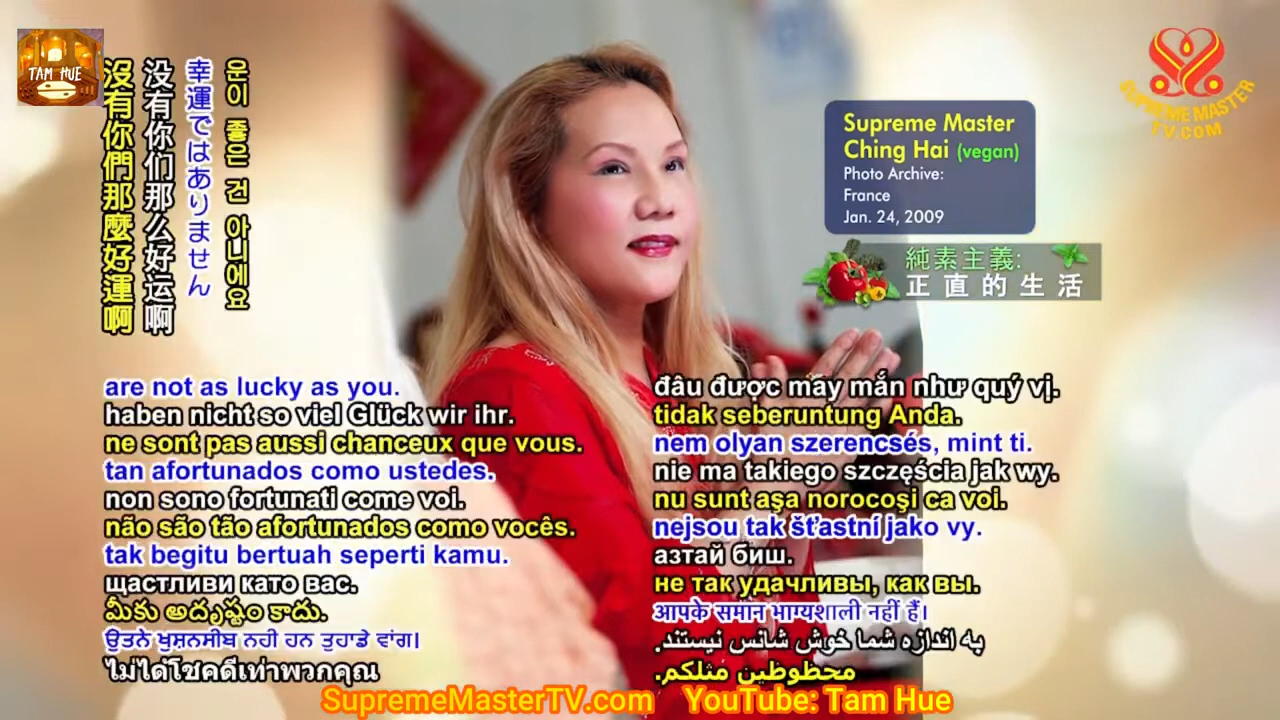 TAM HUE
沒有你們那麼好運啊
没有你们那么好运啊
幸運ではありません
운이 좋은 건 아니에요
SUPREME MASTER
TV.COM
Supreme Master
Ching Hai (vegan)
Photo Archive:
France
Jan. 24, 2009
純素主義:
正直的生活
are not as lucky as you.
haben nicht so viel Glück wir ihr.
ne sont pas aussi chanceux que vous.
tan afortunados como ustedes.
non sono fortunati come voi.
não são tão afortunados como vocês.
tak begitu bertuah seperti kamu.
щастливи като вас.
మీకు అదృష్టం కాదు.
ਉਤਨੇ ਖੁਸ਼ਨਸੀਬ ਨਹੀ ਹਨ ਤੁਹਾਡੇ ਵਾਂਗ।
ไม่ได้โชคดีเท่าพวกคุณ
đâu được may mắn như quý vị.
tidak seberuntung Anda.
nem olyan szerencsés, mint ti.
nie ma takiego szczęścia jak wy.
nu sunt aşa norocoşi ca voi.
nejsou tak šťastní jako vy.
азтай биш.
не так удачливы, как вы.
आपके समान भाग्यशाली नहीं हैं।
به اندازه شما خوش شانس نیستند.
محظوظين مثلكم.
SupremeMasterTV.com YouTube: Tam Hue